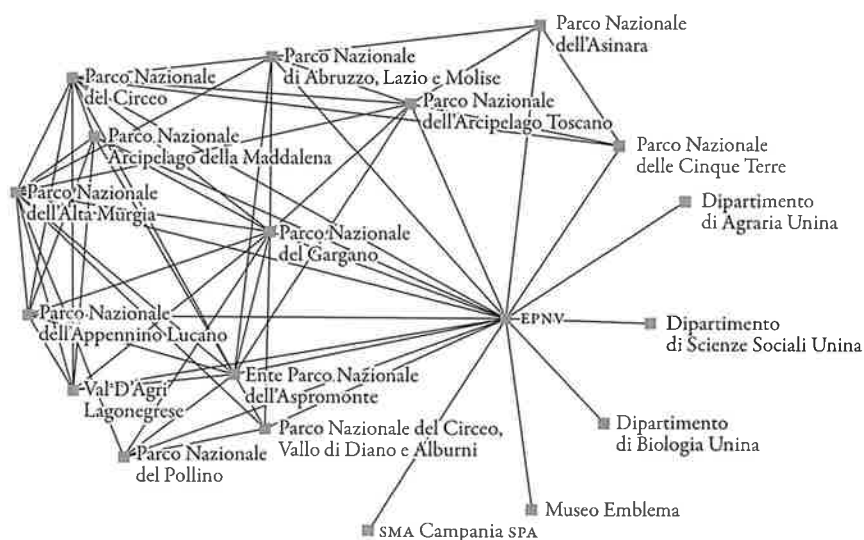 Parco Nazionale
dell'Asinara
Parco Nazionale
di Abruzzo, Lazio e Molise
Parco Nazionale
del Circeo
Parco Nazionale
dell'Arcipelago Toscano
Parco Nazionale
Arcipelago della Maddalena
Parco Nazionale
delle Cinque Terre
Parco Nazionale
dell'Alta Murgia
Dipartimento
di Agraria Unina
Parco Nazionale
del Gargano
Parco Nazionale
dell'Appennino Lucano
EPNV
Dipartimento
di Scienze Sociali Unina
Val D'Agri
Lagonegrese
Ente Parco Nazionale
dell'Aspromonte
Dipartimento
di Biologia Unina
Parco Nazionale del Circeo,
Vallo di Diano e Alburni
Parco Nazionale
del Pollino
Museo Emblema
SMA Campania SPA